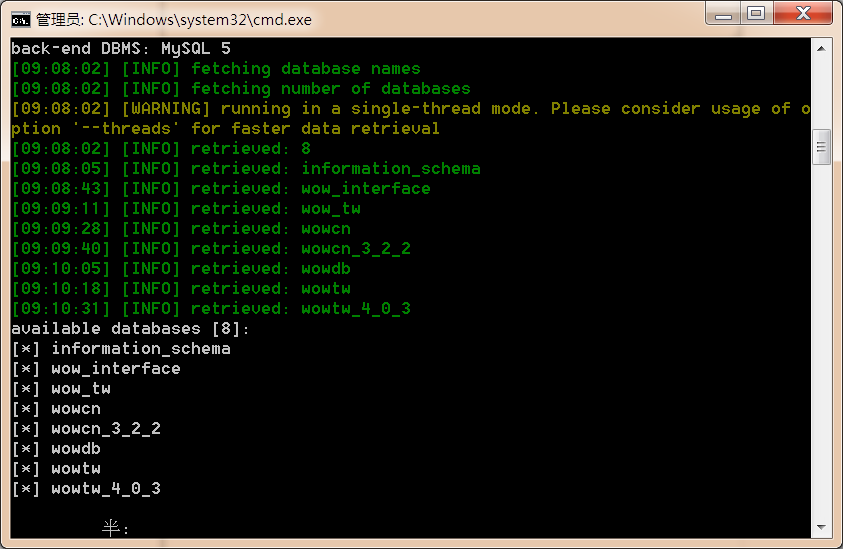 管理员: C:\Windows\system32\cmd.exe
back-end DBMS: MySQL 5
[09:08:02] [INFO] fetching database names
[09:08:02] [INFO] fetching number of databases
[09:08:02] [WARNING] running in a single-thread mode. Please consider usage of o
ption '--threads' for faster data retrieval
[09:08:02] [INFO] retrieved: 8
[09:08:05] [INFO] retrieved: information_schema
[09:08:43] [INFO] retrieved: wow_interface
[09:09:11] [INFO] retrieved: wow_tw
[09:09:28] [INFO] retrieved: wowcn
[09:09:40] [INFO] retrieved: wowcn_3_2_2
[09:10:05] [INFO] retrieved: wowdb
[09:10:18] [INFO] retrieved: wowtw
[09:10:31] [INFO] retrieved: wowtw_4_0_3
available databases [8]:
[*] information_schema
[*] wow_interface
[*] wow_tw
[*] wowcn
[*] wowcn_3_2_2
[*] wowdb
[*] wowtw
[*] wowtw_4_0_3
半: